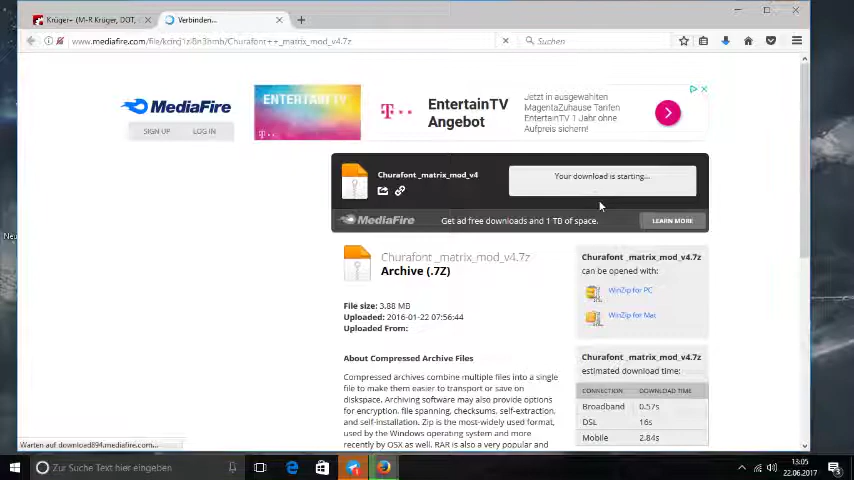 Krüger+ (M-R Krüger, DOT,
Verbinden...
www.mediafire.com/file/kcirqj1zi8n3hmb/Churafont++_matrix_mod_v4.7z
Suchen
ENTERTAIN TV
EntertainTV
Angebot
Jetzt in ausgewählten
MagentaZuhause Tarifen
EntertainTV 1 Jahr ohne
Aufpreis sichern!
MediaFire
SIGN UP
LOG IN
Churafont _matrix_mod_v4
Your download is starting...
MediaFire
Get ad free downloads and 1 TB of space.
LEARN MORE
Churafont _matrix_mod_v4.7z
Archive (.7Z)
File size: 3.88 MB
Uploaded: 2016-01-22 07:56:44
Uploaded From:
About Compressed Archive Files
Compressed archives combine multiple files into a single
file to make them easier to transport or save on
diskspace. Archiving software may also provide options
for encryption, file spanning, checksums, self-extraction,
and self-installation. Zip is the most-widely used format,
used by the Windows operating system and more
recently by OSX as well. RAR is also a very popular and
Churafont _matrix_mod_v4.7z
can be opened with:
WinZip for PC
WinZip for Mac
Churafont _matrix_mod_v4.7z
estimated download time:
CONNECTION DOWNLOAD TIME
Broadband 0.57s
DSL 16s
Mobile 2.84s
Warten auf download894.mediafire.com...
Neu
Zur Suche Text hier eingeben
13:05
22.06.2017